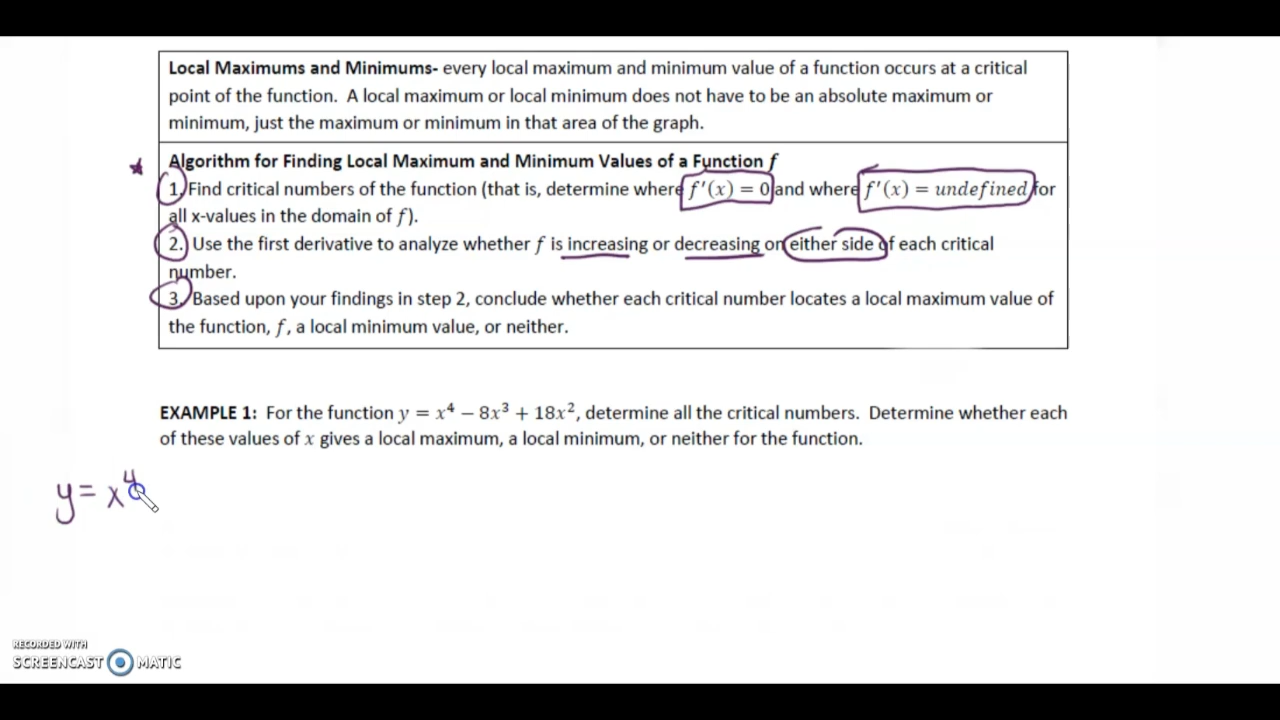 Local Maximums and Minimums- every local maximum and minimum value of a function occurs at a critical
point of the function. A local maximum or local minimum does not have to be an absolute maximum or
minimum, just the maximum or minimum in that area of the graph.
Algorithm for Finding Local Maximum and Minimum Values of a Function f
1. Find critical numbers of the function (that is, determine where f'(x) = 0 and where f'(x) = undefined for
all x-values in the domain of f).
2. Use the first derivative to analyze whether f is increasing or decreasing on either side of each critical
number.
3. Based upon your findings in step 2, conclude whether each critical number locates a local maximum value of
the function, f, a local minimum value, or neither.
EXAMPLE 1: For the function y = x⁴ − 8x³ + 18x², determine all the critical numbers. Determine whether each
of these values of x gives a local maximum, a local minimum, or neither for the function.
y = x⁴
RECORDED WITH
SCREENCAST MATIC